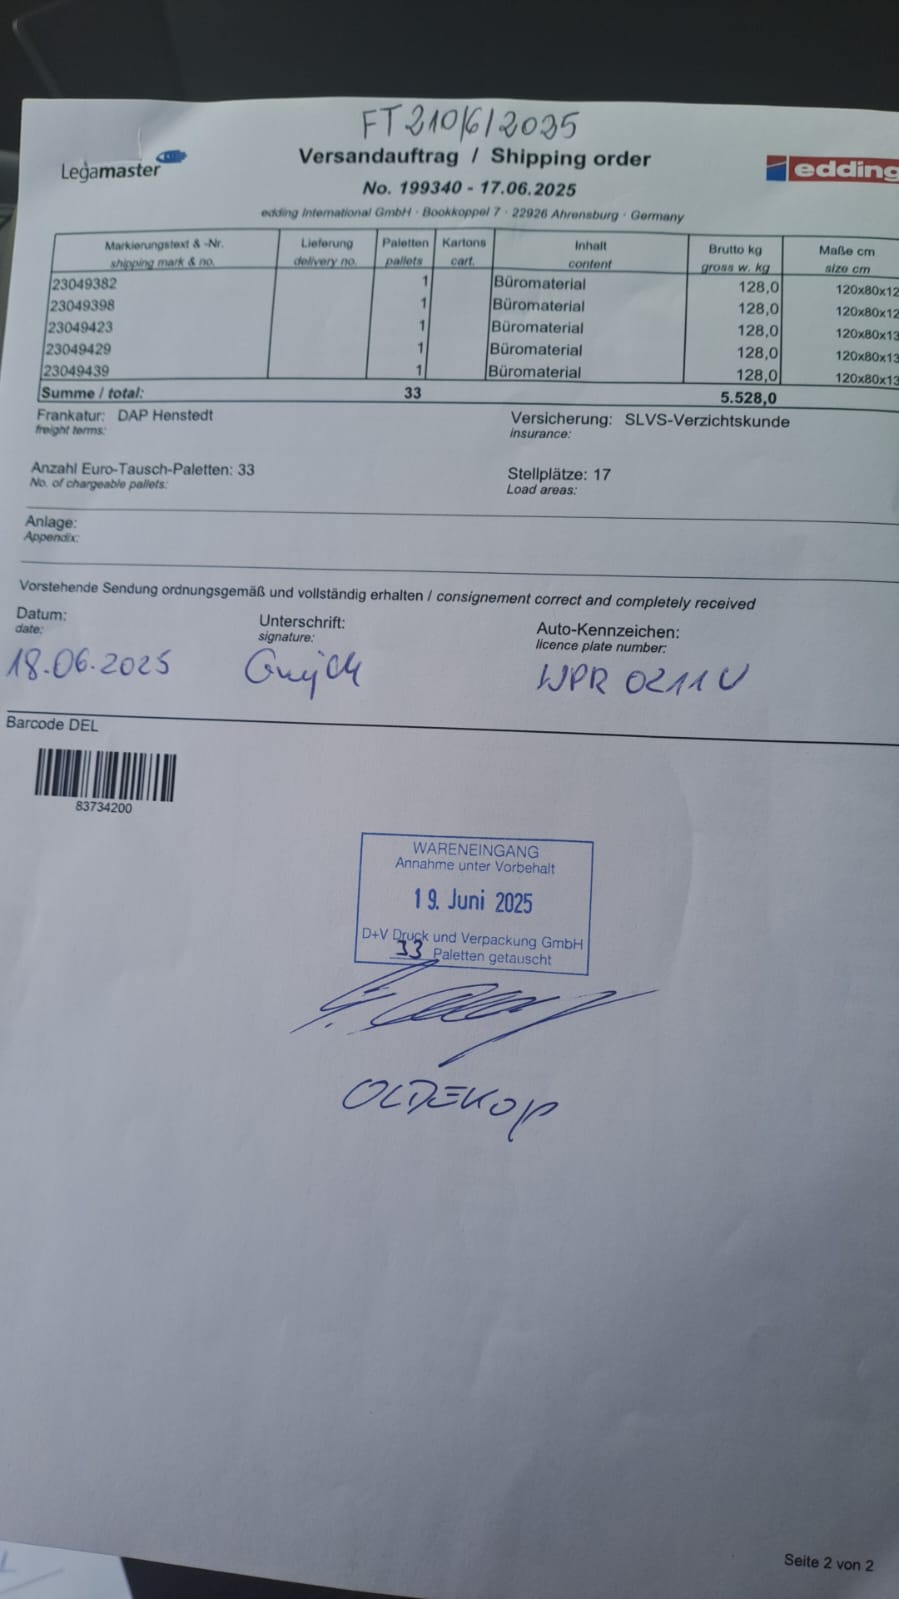 FT 210/6/2025
Legamaster
Versandauftrag / Shipping order
edding
No. 199340 - 17.06.2025
edding International GmbH · Bookkoppel 7 · 22926 Ahrensburg · Germany
Markierungstext & -Nr. Lieferung Paletten Kartons Inhalt Brutto kg Maße cm
shipping mark & no. delivery no. pallets cart. content gross w. kg size cm
23049382 1 Büromaterial 128,0 120x80x12
23049398 1 Büromaterial 128,0 120x80x12
23049423 1 Büromaterial 128,0 120x80x13
23049429 1 Büromaterial 128,0 120x80x13
23049439 1 Büromaterial 128,0 120x80x13
Summe / total: 33 5.528,0
Frankatur: DAP Henstedt Versicherung: SLVS-Verzichtskunde
freight terms: insurance:
Anzahl Euro-Tausch-Paletten: 33 Stellplätze: 17
No. of chargeable pallets: Load areas:
Anlage:
Appendix:
Vorstehende Sendung ordnungsgemäß und vollständig erhalten / consignement correct and completely received
Datum: Unterschrift: Auto-Kennzeichen:
date: signature: licence plate number:
18.06.2025 WPR 0211U
Barcode DEL
83734200
WARENEINGANG
Annahme unter Vorbehalt
19. Juni 2025
D+V Druck und Verpackung GmbH
33 Paletten getauscht
OLDEKOP
Seite 2 von 2